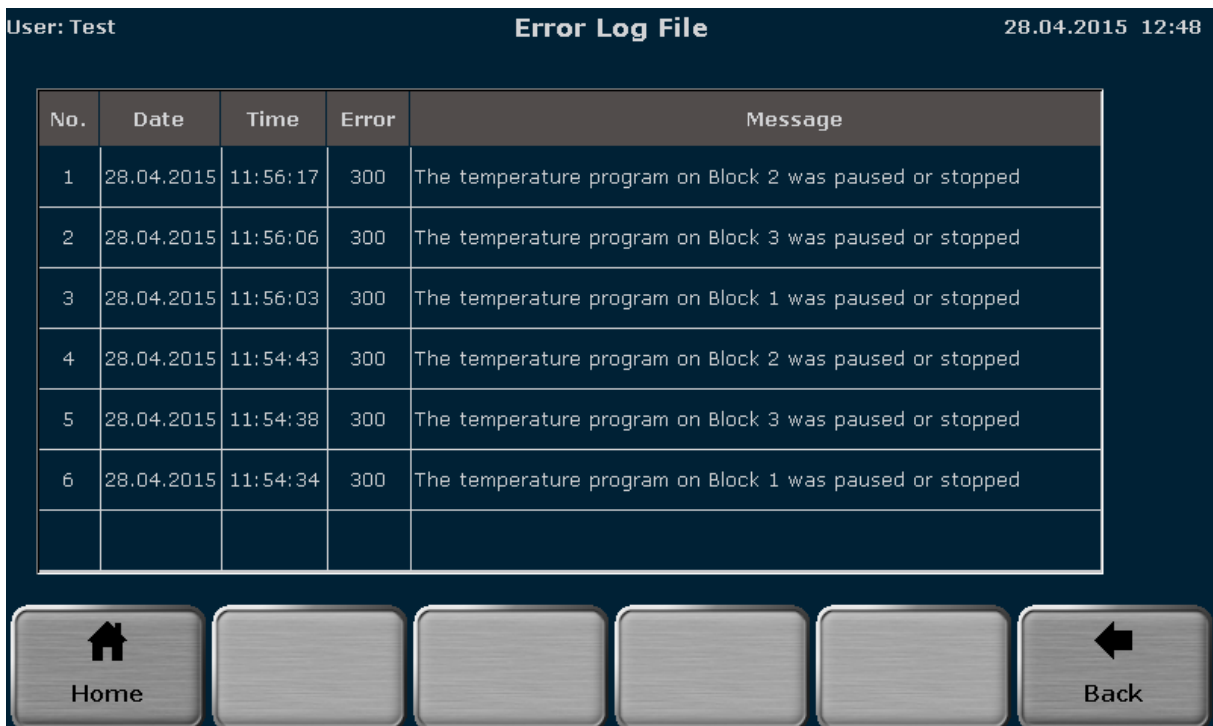 User: Test Error Log File 28.04.2015 12:48
No. Date Time Error Message
1 28.04.2015 11:56:17 300 The temperature program on Block 2 was paused or stopped
2 28.04.2015 11:56:06 300 The temperature program on Block 3 was paused or stopped
3 28.04.2015 11:56:03 300 The temperature program on Block 1 was paused or stopped
4 28.04.2015 11:54:43 300 The temperature program on Block 2 was paused or stopped
5 28.04.2015 11:54:38 300 The temperature program on Block 3 was paused or stopped
6 28.04.2015 11:54:34 300 The temperature program on Block 1 was paused or stopped
Home Back